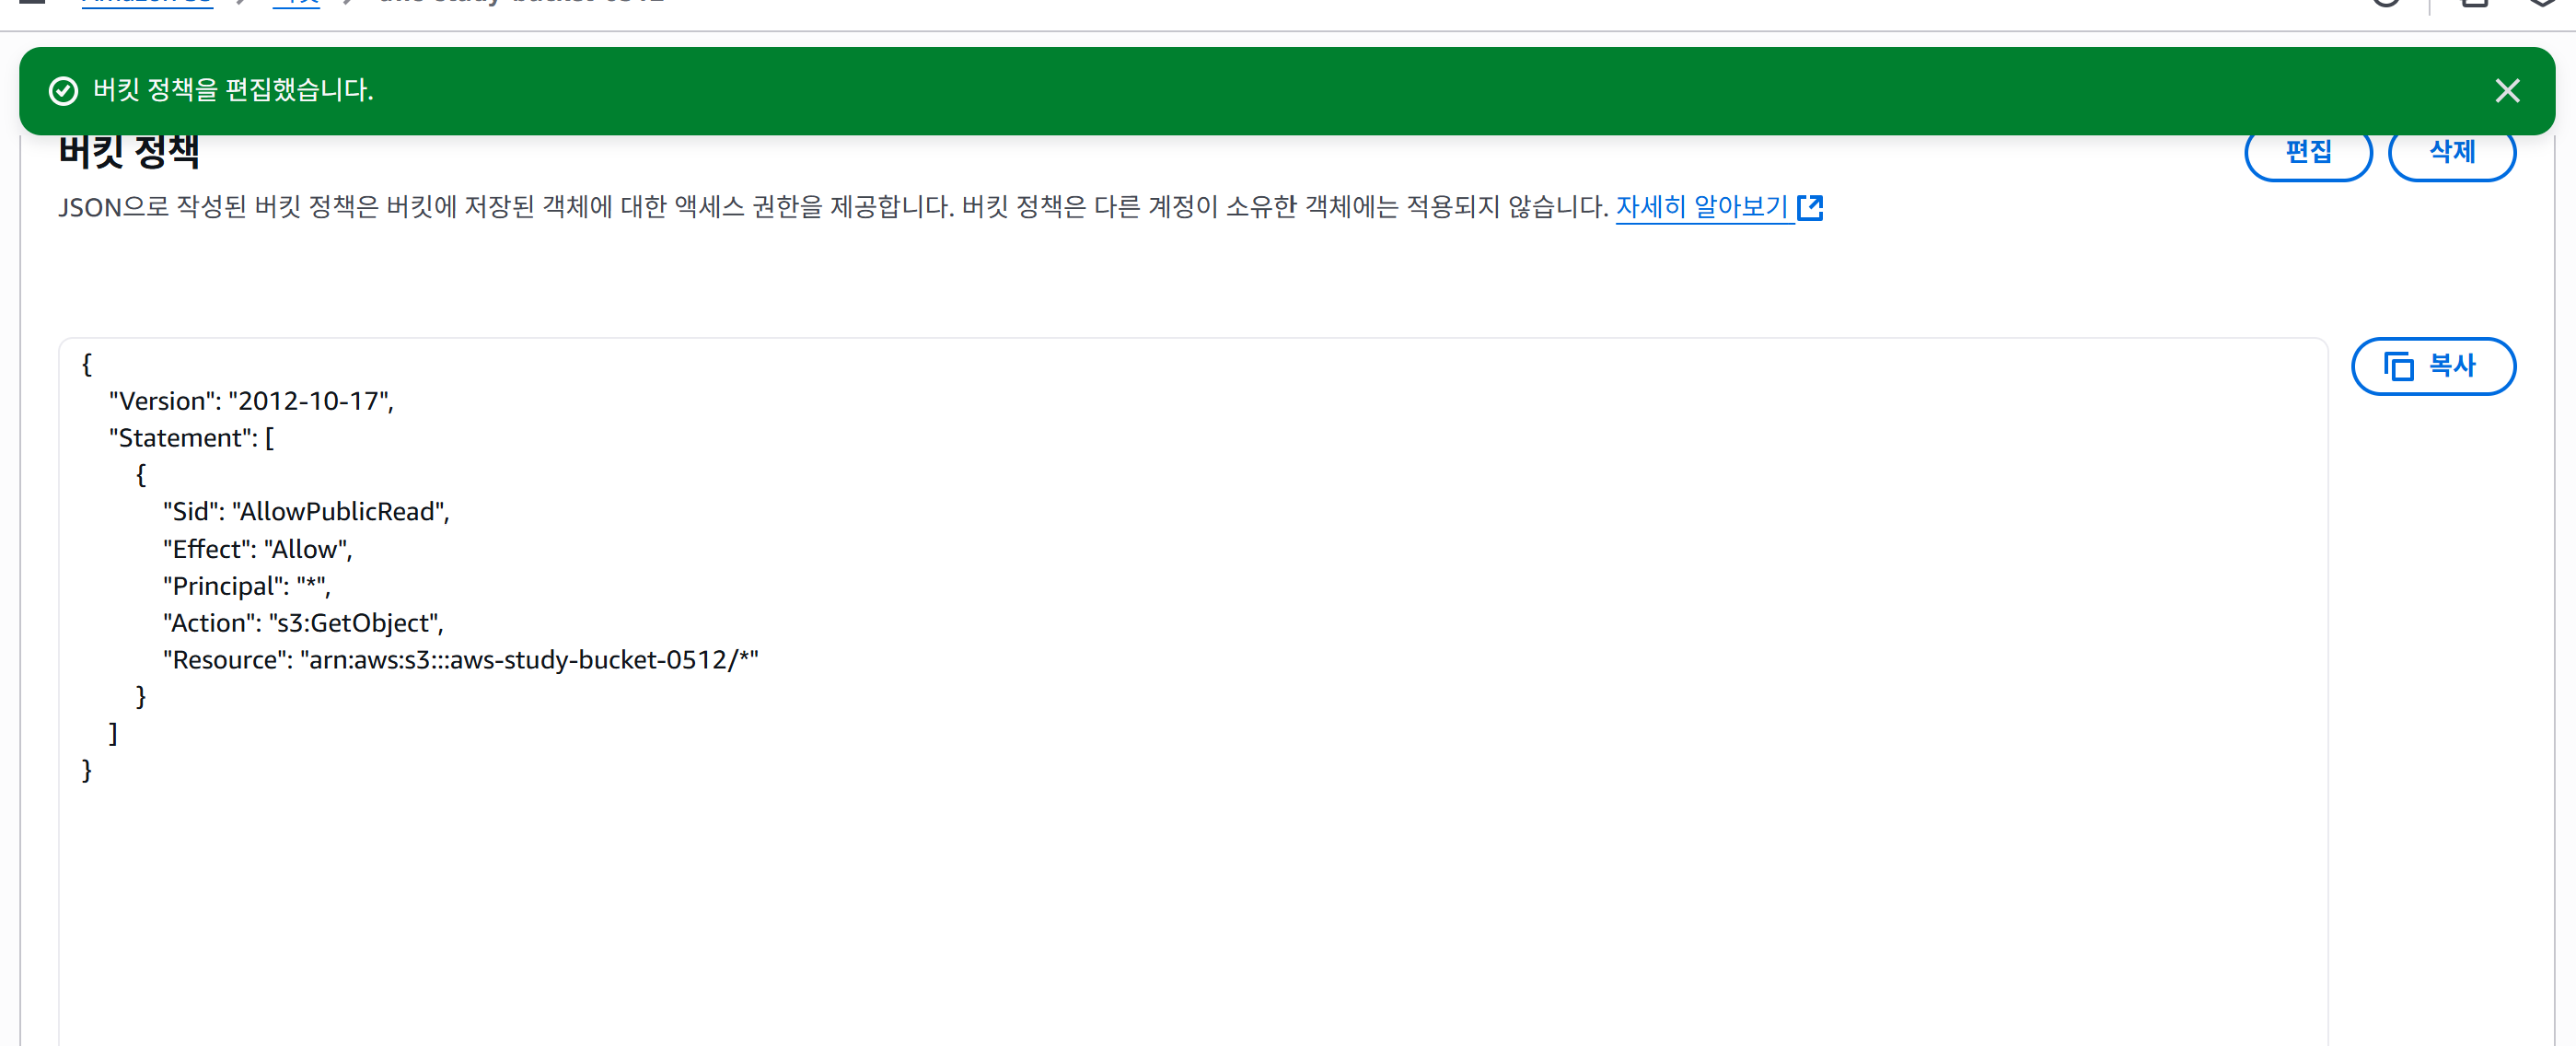 버킷 정책을 편집했습니다.
버킷 정책
편집
삭제
JSON으로 작성된 버킷 정책은 버킷에 저장된 객체에 대한 액세스 권한을 제공합니다. 버킷 정책은 다른 계정이 소유한 객체에는 적용되지 않습니다. 자세히 알아보기
복사
{
"Version": "2012-10-17",
"Statement": [
{
"Sid": "AllowPublicRead",
"Effect": "Allow",
"Principal": "*",
"Action": "s3:GetObject",
"Resource": "arn:aws:s3:::aws-study-bucket-0512/*"
}
]
}